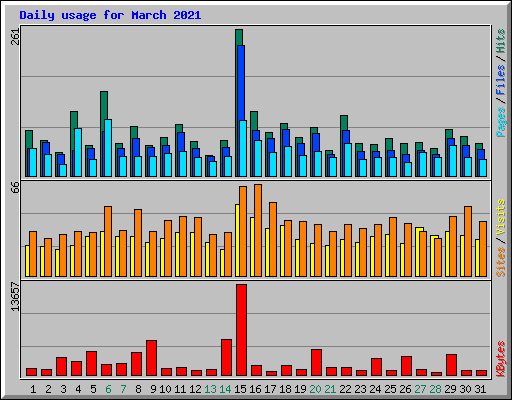 Daily usage for March 2021
261
Pages / Files / Hits
66
Sites / Visits
13657
KBytes
1 2 3 4 5 6 7 8 9 10 11 12 13 14 15 16 17 18 19 20 21 22 23 24 25 26 27 28 29 30 31